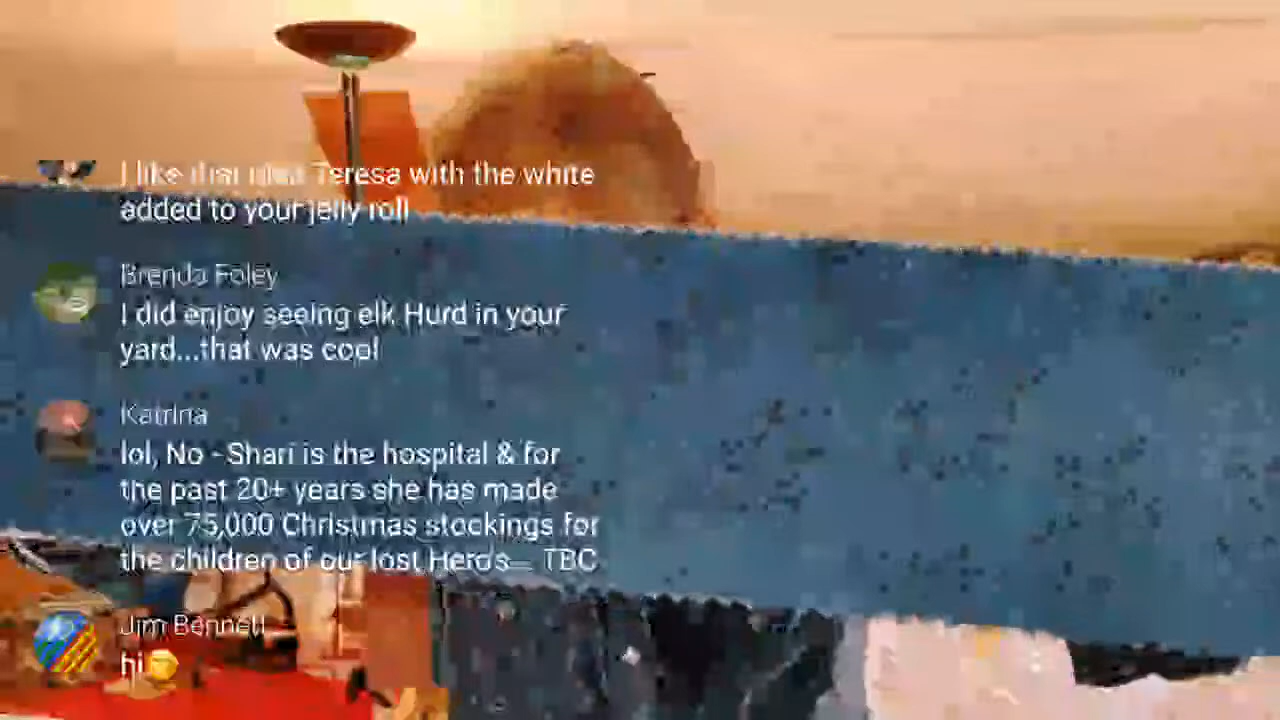 I like that idea Teresa with the white
added to your jelly roll
Brenda Foley
I did enjoy seeing elk Hurd in your
yard...that was cool
Katrina
lol, No - Shari is the hospital & for
the past 20+ years she has made
over 75,000 Christmas stockings for
the children of our lost Hero's— TBC
Jim Bennett
hi